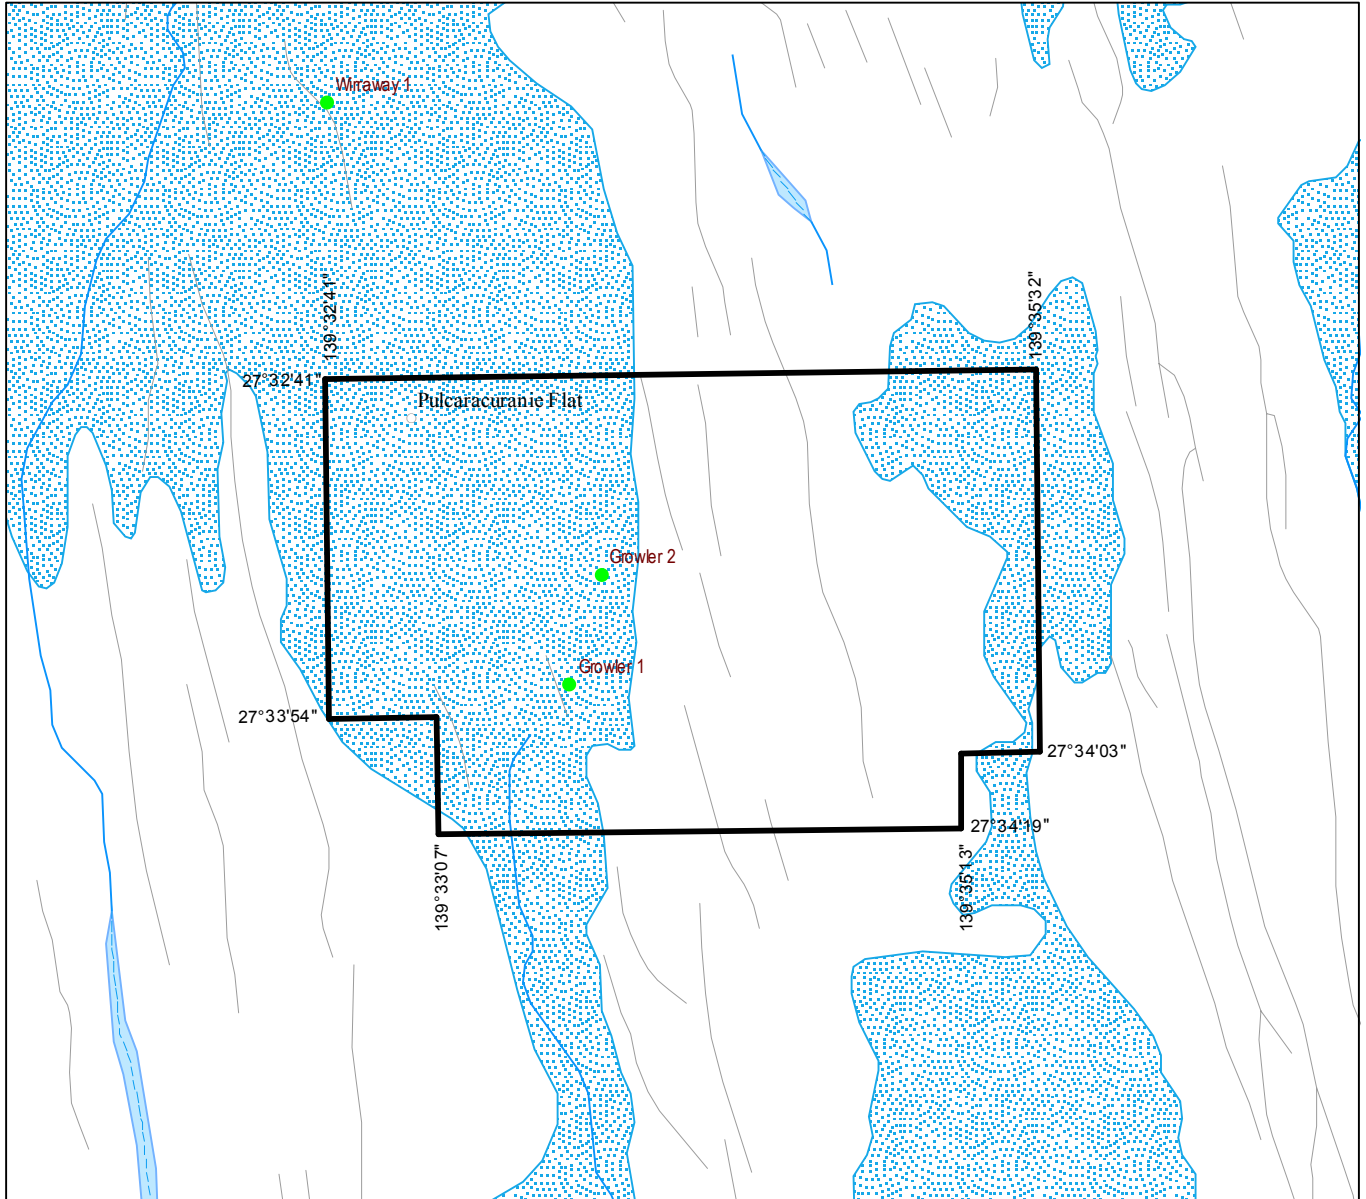 Wirraway 1
139°32'41"
139°35'32"
27°32'41"
Pulcaracuranie Flat
Growler 2
Growler 1
27°33'54"
27°34'03"
27°34'19"
139°33'07"
139°35'13"